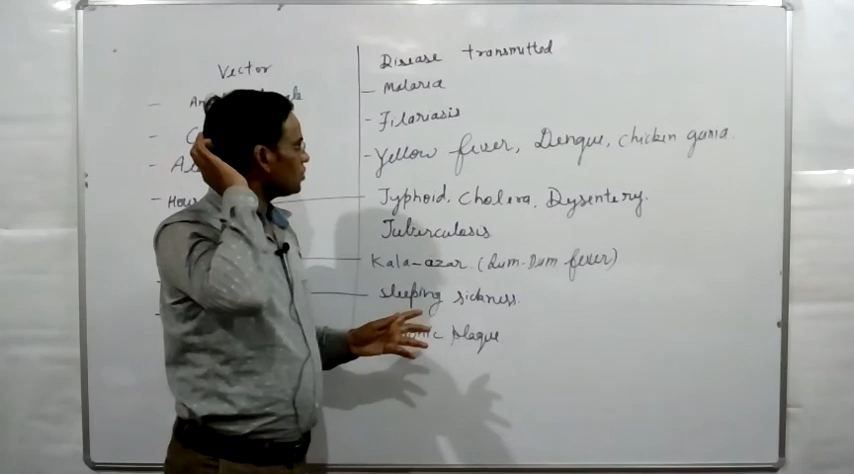 Vector
Disease transmitted
- Malaria
- Filariasis
- Yellow fever, Dengue, Chicken gunia.
Typhoid, Cholera, Dysentery.
Tuberculosis
Kala-azar (Dum-Dum fever)
Sleeping sickness.
plaque